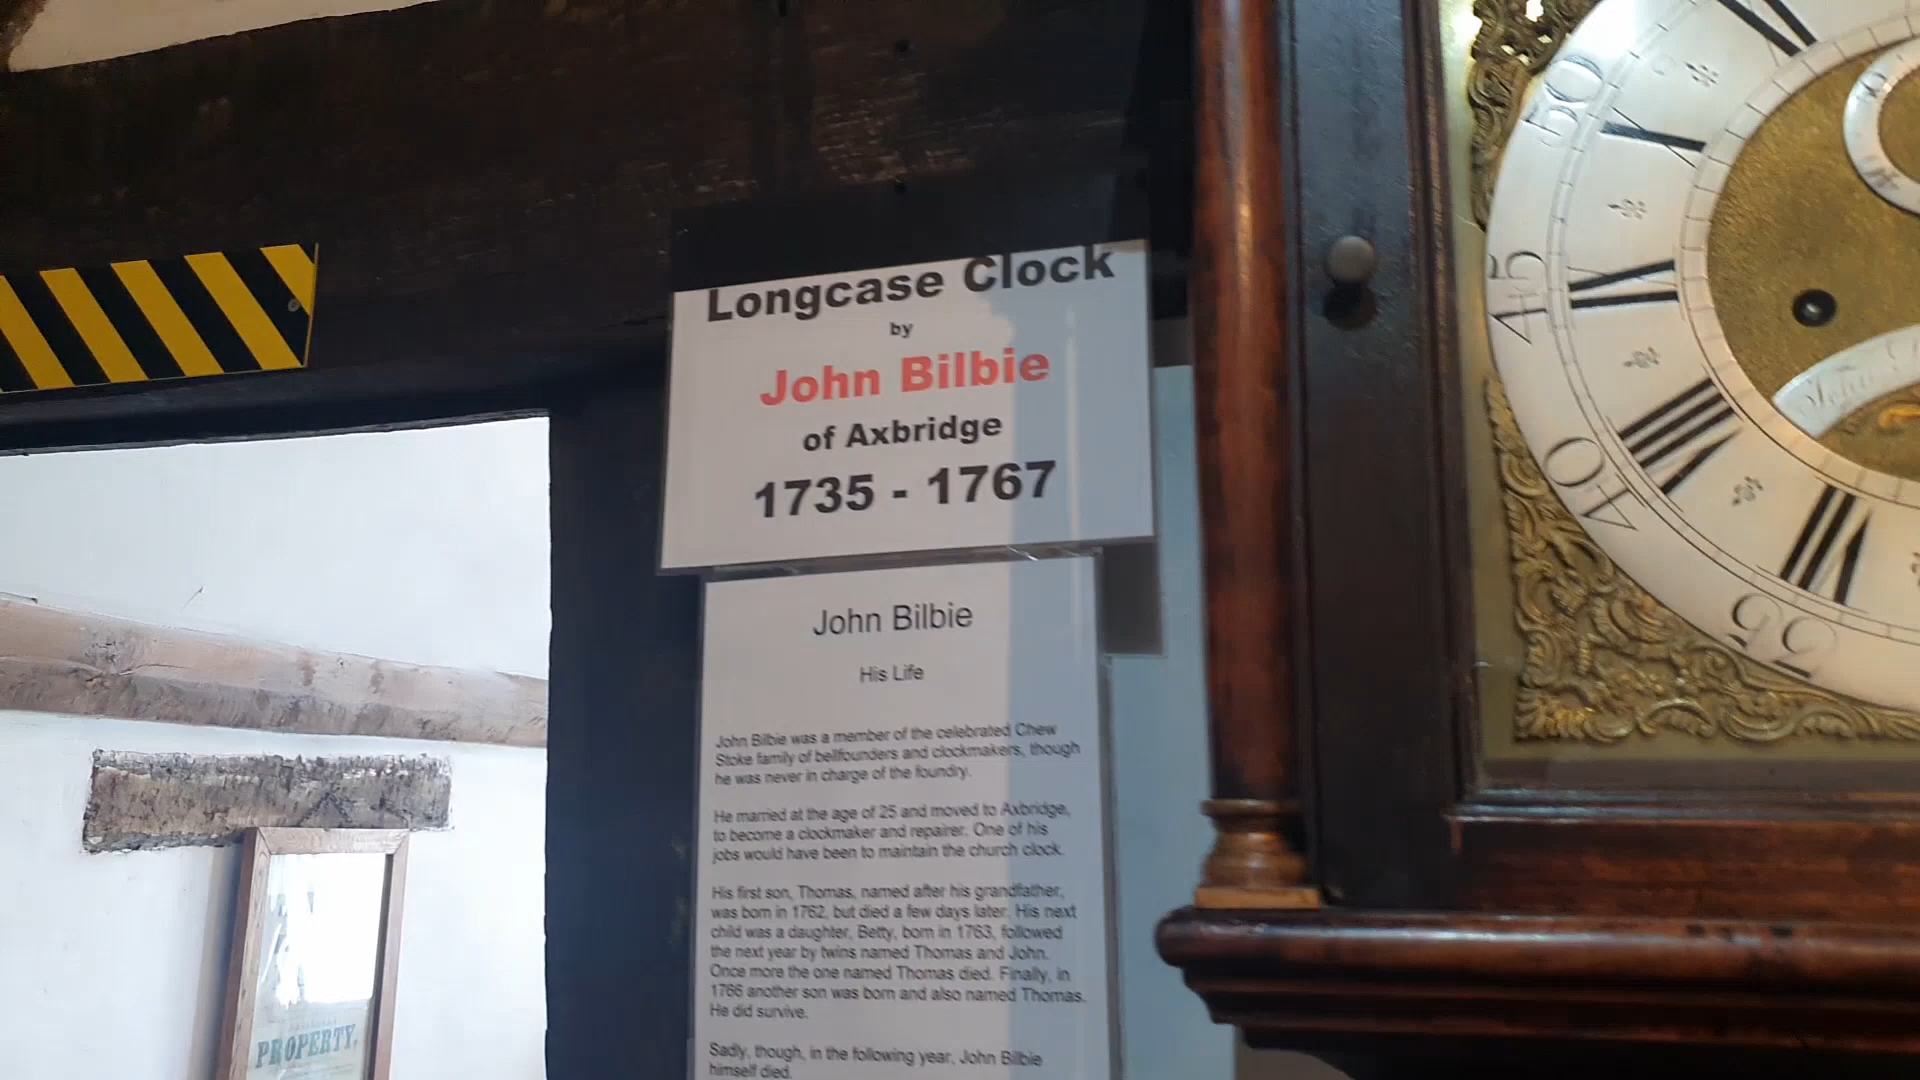 Longcase Clock
by
John Bilbie
of Axbridge
1735 - 1767
John Bilbie
His Life
John Bilbie was a member of the celebrated Chew
Stoke family of bellfounders and clockmakers, though
he was never in charge of the foundry.
He married at the age of 25 and moved to Axbridge,
to become a clockmaker and repairer. One of his
jobs would have been to maintain the church clock.
His first son, Thomas, named after his grandfather,
was born in 1762, but died a few days later. His next
child was a daughter, Betty, born in 1763, followed
the next year by twins named Thomas and John.
Once more the one named Thomas died. Finally, in
1766 another son was born and also named Thomas.
He did survive.
Sadly, though, in the following year, John Bilbie
himself died.
PROPERTY,
50
45
40
35
X
IX
VIII
VII
John